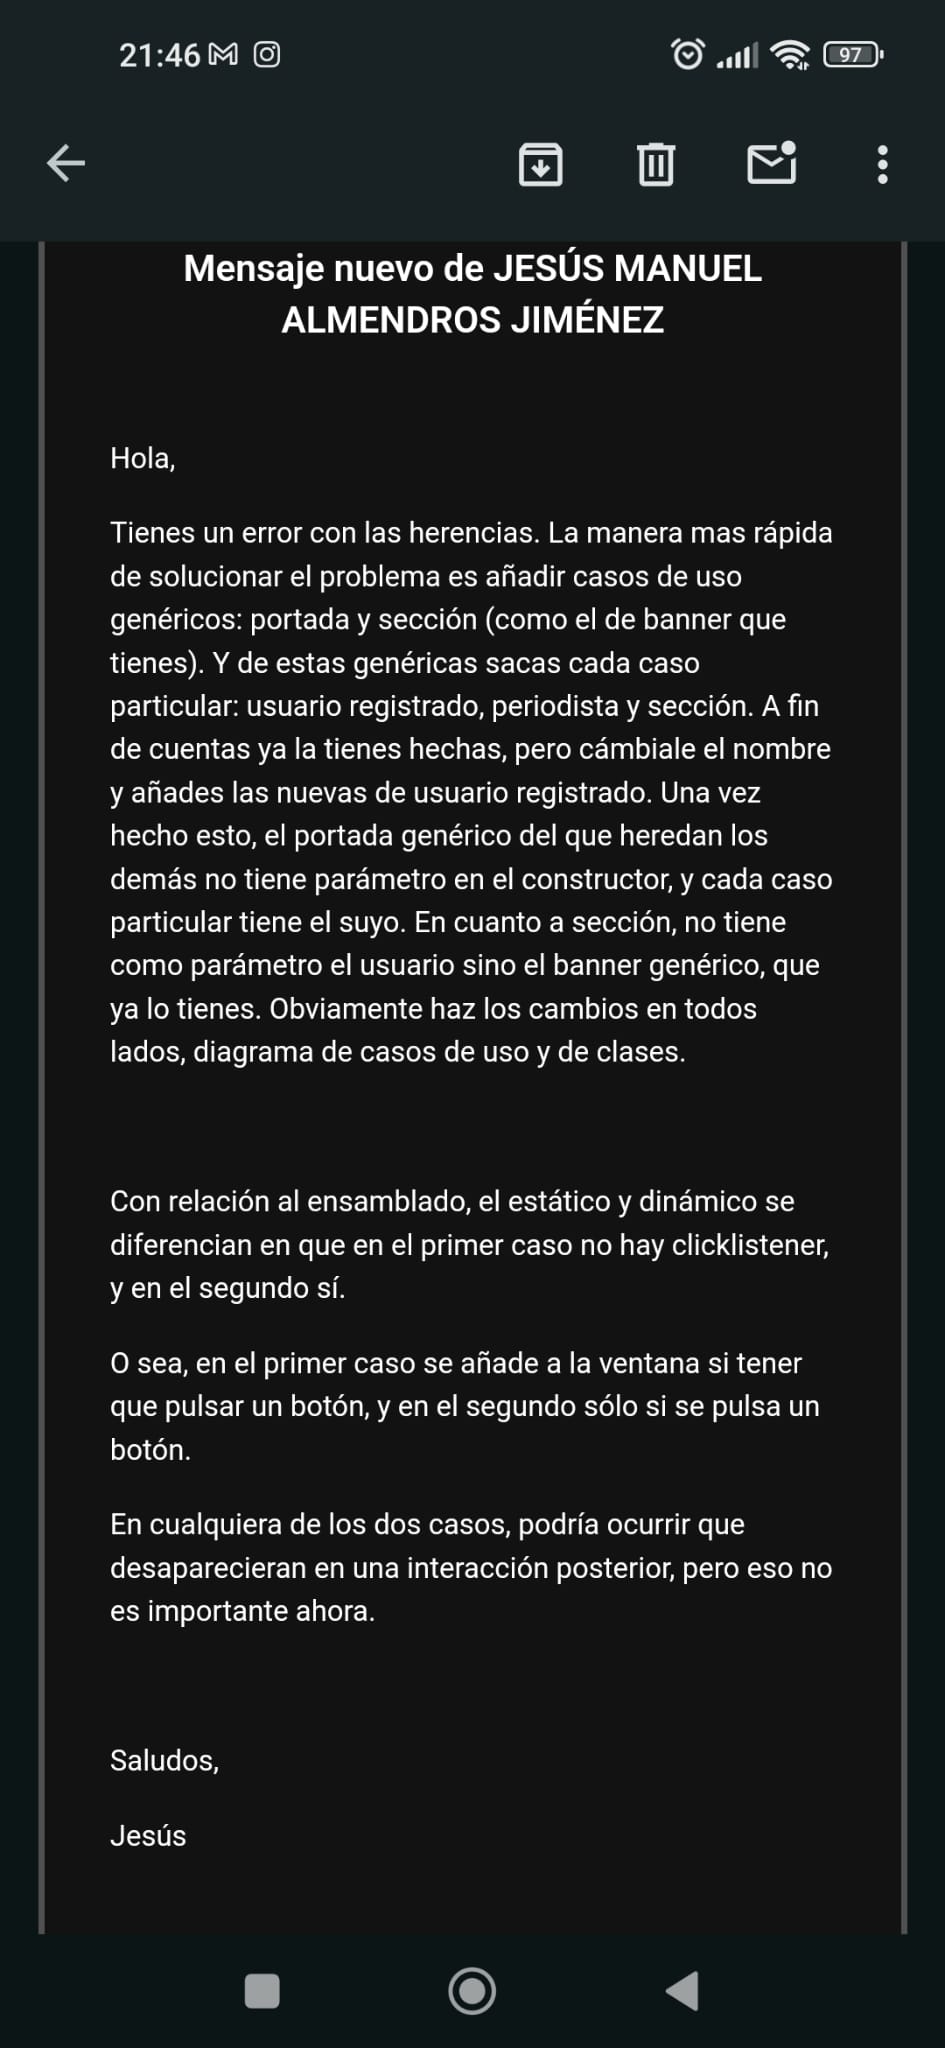 21:46
97
Mensaje nuevo de JESÚS MANUEL
ALMENDROS JIMÉNEZ
Hola,
Tienes un error con las herencias. La manera mas rápida
de solucionar el problema es añadir casos de uso
genéricos: portada y sección (como el de banner que
tienes). Y de estas genéricas sacas cada caso
particular: usuario registrado, periodista y sección. A fin
de cuentas ya la tienes hechas, pero cámbiale el nombre
y añades las nuevas de usuario registrado. Una vez
hecho esto, el portada genérico del que heredan los
demás no tiene parámetro en el constructor, y cada caso
particular tiene el suyo. En cuanto a sección, no tiene
como parámetro el usuario sino el banner genérico, que
ya lo tienes. Obviamente haz los cambios en todos
lados, diagrama de casos de uso y de clases.
Con relación al ensamblado, el estático y dinámico se
diferencian en que en el primer caso no hay clicklistener,
y en el segundo sí.
O sea, en el primer caso se añade a la ventana si tener
que pulsar un botón, y en el segundo sólo si se pulsa un
botón.
En cualquiera de los dos casos, podría ocurrir que
desaparecieran en una interacción posterior, pero eso no
es importante ahora.
Saludos,
Jesús